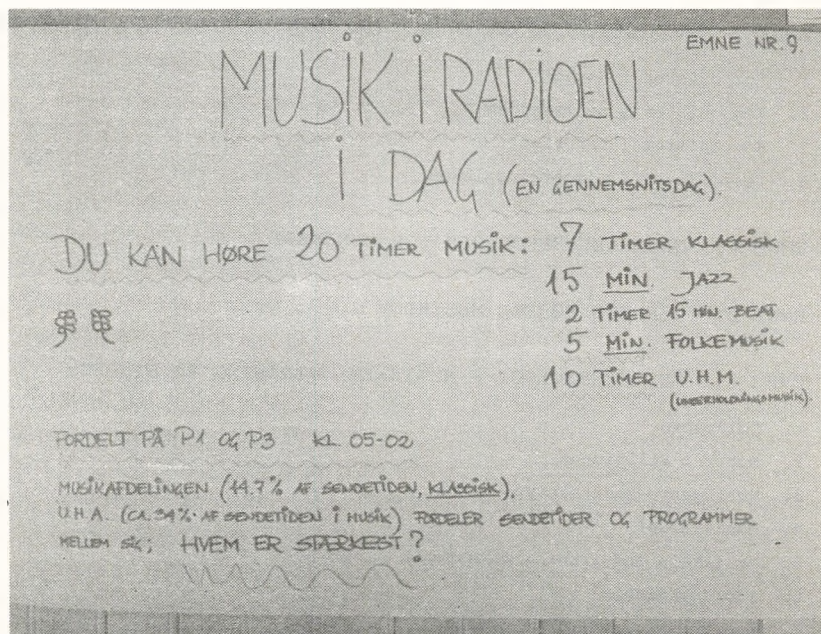 EMNE NR. 9.
MUSIK I RADIOEN
I DAG (EN GENNEMSNITSDAG).
DU KAN HØRE 20 TIMER MUSIK: 7 TIMER KLASSISK
15 MIN. JAZZ
2 TIMER 15 MIN. BEAT
5 MIN. FOLKEMUSIK
10 TIMER U.H.M.
(UNDERHOLDNINGSMUSIK).
FORDELT PÅ P1 OG P3 KL. 05-02
MUSIKAFDELINGEN (44.7% AF SENDETIDEN, KLASSISK),
U.H.A. (CA. 34% AF SENDETIDEN I MUSIK) FORDELER SENDETIDER OG PROGRAMMER
MELLEM SIG; HVEM ER STÆRKEST?